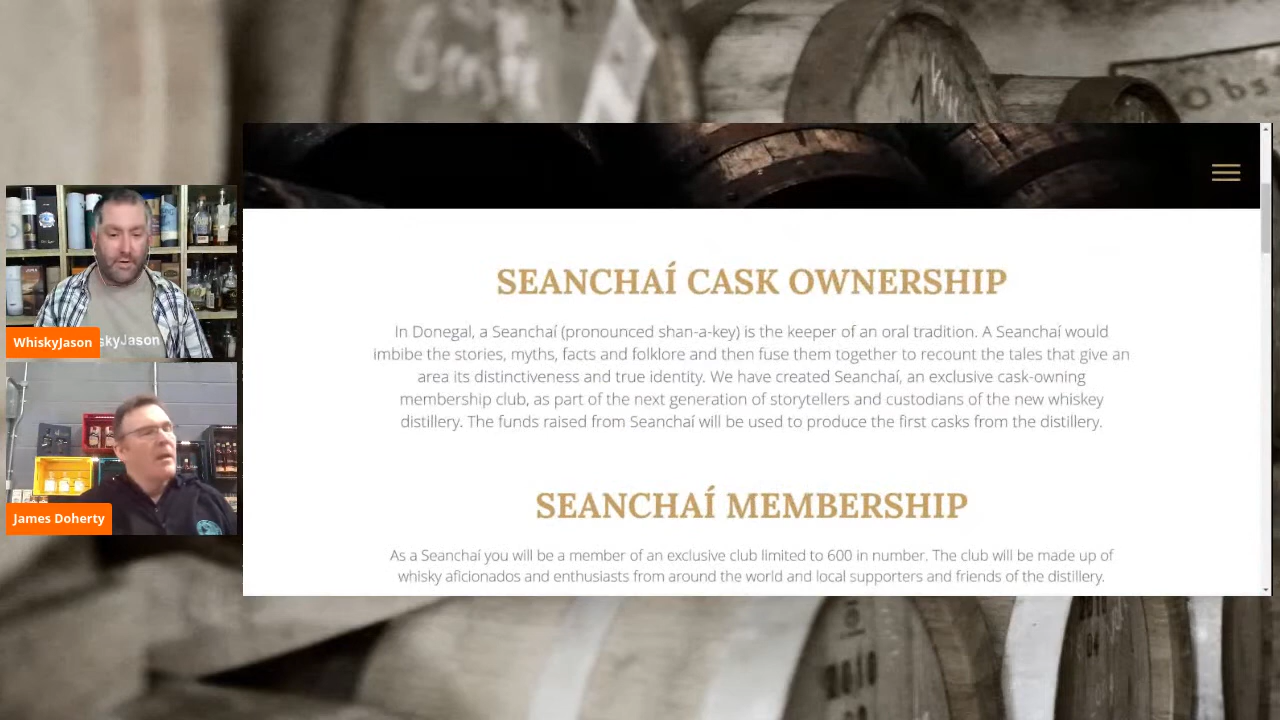 SEANCHAÍ CASK OWNERSHIP
In Donegal, a Seanchaí (pronounced shan-a-key) is the keeper of an oral tradition. A Seanchaí would
imbibe the stories, myths, facts and folklore and then fuse them together to recount the tales that give an
area its distinctiveness and true identity. We have created Seanchaí, an exclusive cask-owning
membership club, as part of the next generation of storytellers and custodians of the new whiskey
distillery. The funds raised from Seanchaí will be used to produce the first casks from the distillery.
SEANCHAÍ MEMBERSHIP
As a Seanchaí you will be a member of an exclusive club limited to 600 in number. The club will be made up of
whisky aficionados and enthusiasts from around the world and local supporters and friends of the distillery.
WhiskyJason
skyJason
James Doherty
Obs
2010